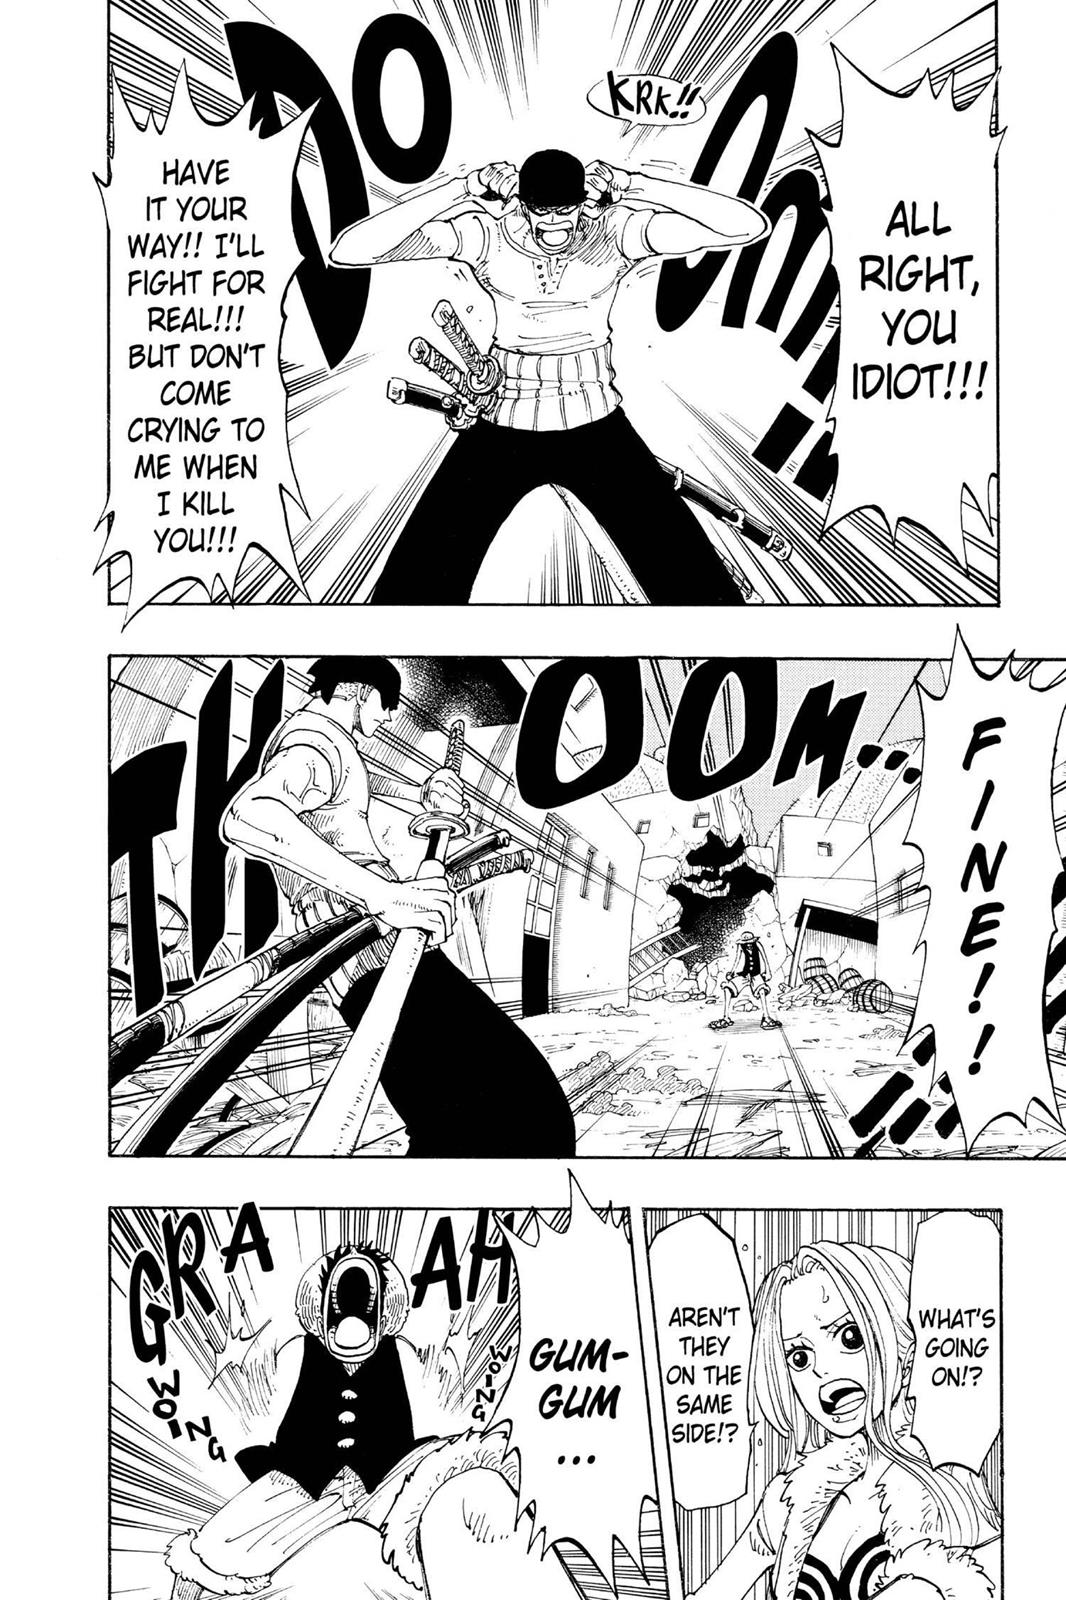 DOOM!!
KRK!!
ALL
RIGHT,
YOU
IDIOT!!!
HAVE
IT YOUR
WAY!! I'LL
FIGHT FOR
REAL!!!
BUT DON'T
COME
CRYING TO
ME WHEN
I KILL
YOU!!!
FINE!!
THOOM...
!!!
WHAT'S
GOING
ON!?
AREN'T
THEY
ON THE
SAME
SIDE!?
GUM-
GUM
...
GRAAAH
WOING
WOING